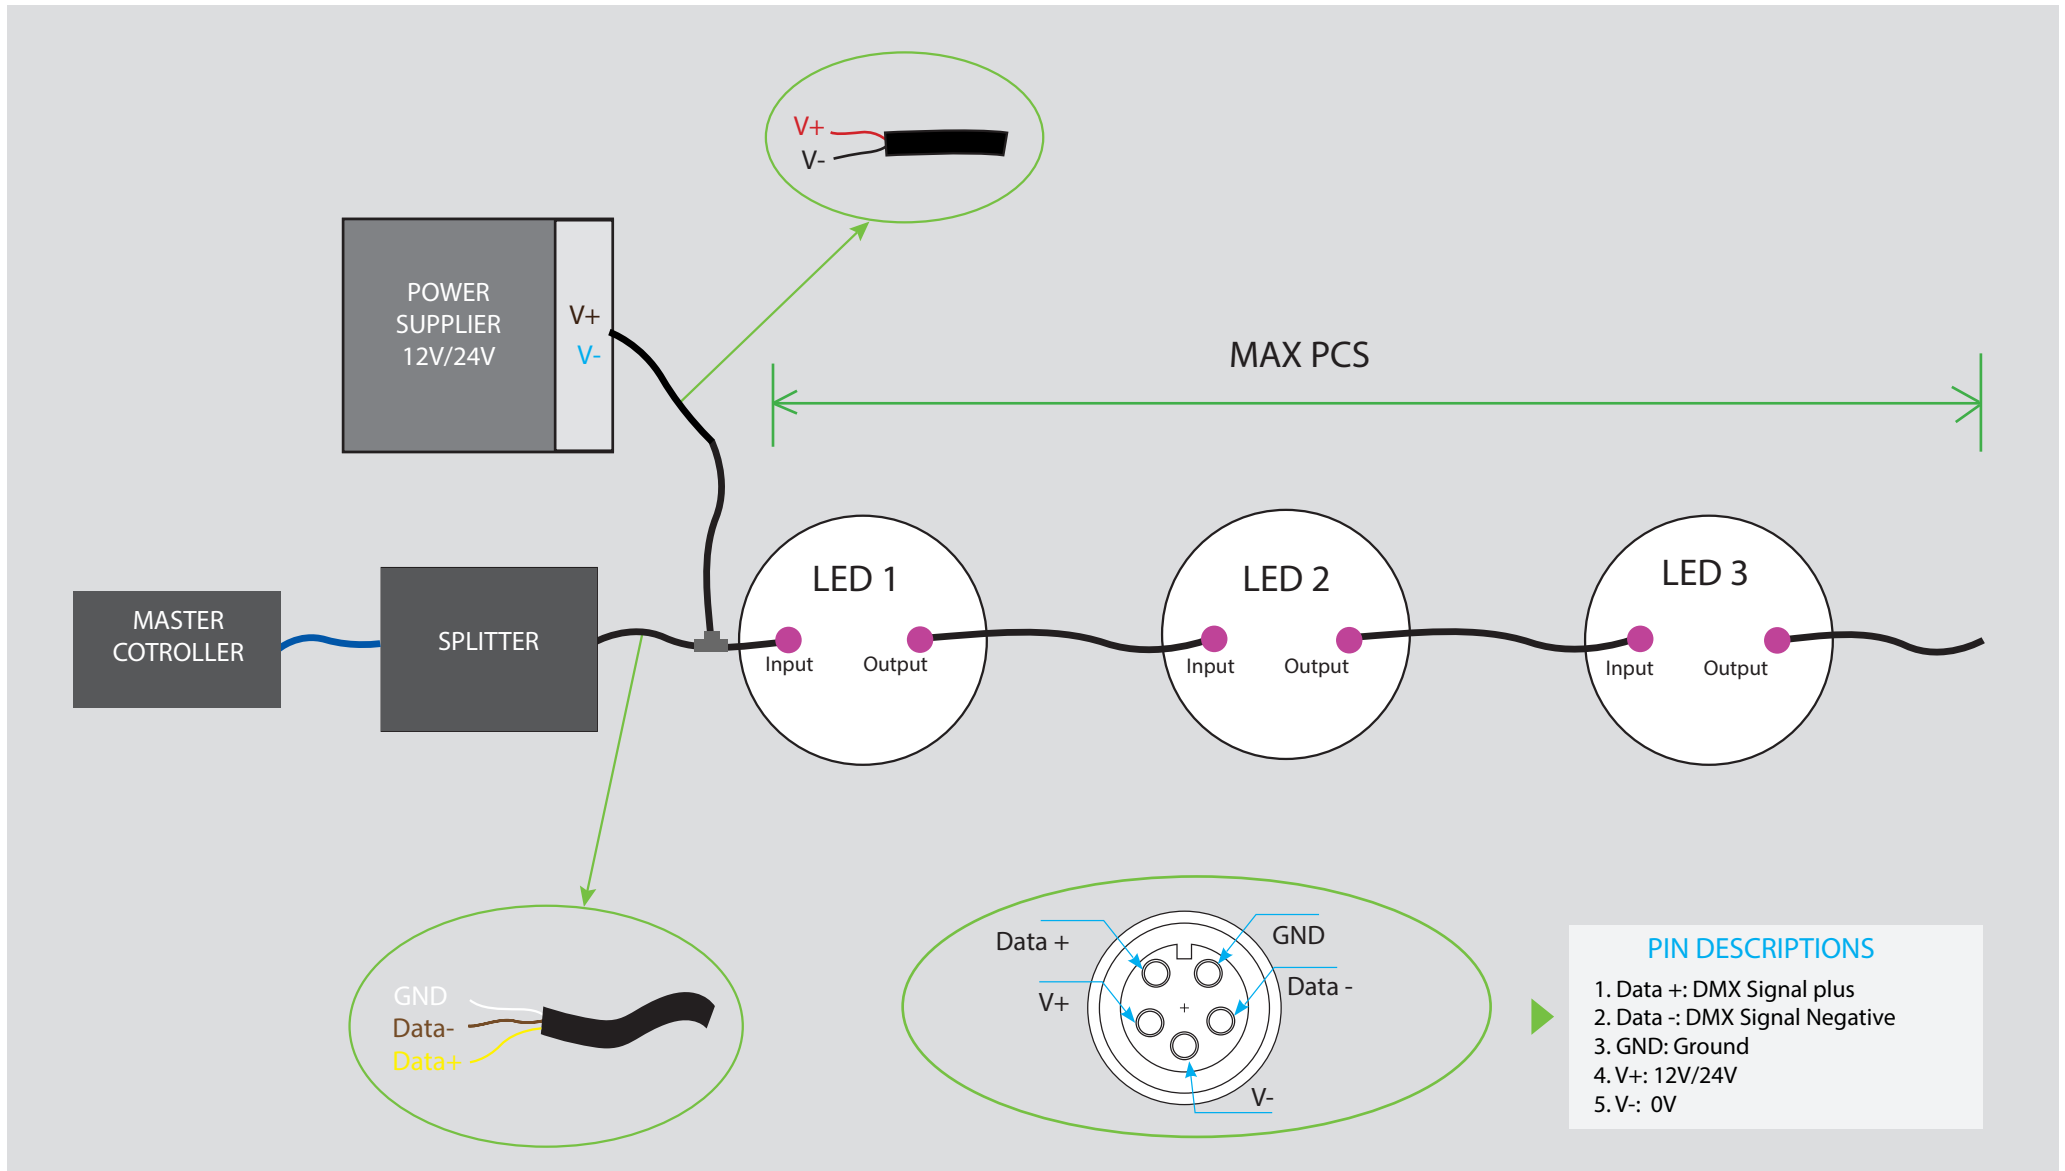 V+
V-
POWER
SUPPLIER
12V/24V
V+
V-
MAX PCS
MASTER
COTROLLER
SPLITTER
LED 1
Input
Output
LED 2
Input
Output
LED 3
Input
Output
GND
Data-
Data+
Data +
GND
V+
Data -
V-
PIN DESCRIPTIONS
1. Data +: DMX Signal plus
2. Data -: DMX Signal Negative
3. GND: Ground
4. V+: 12V/24V
5. V-: 0V